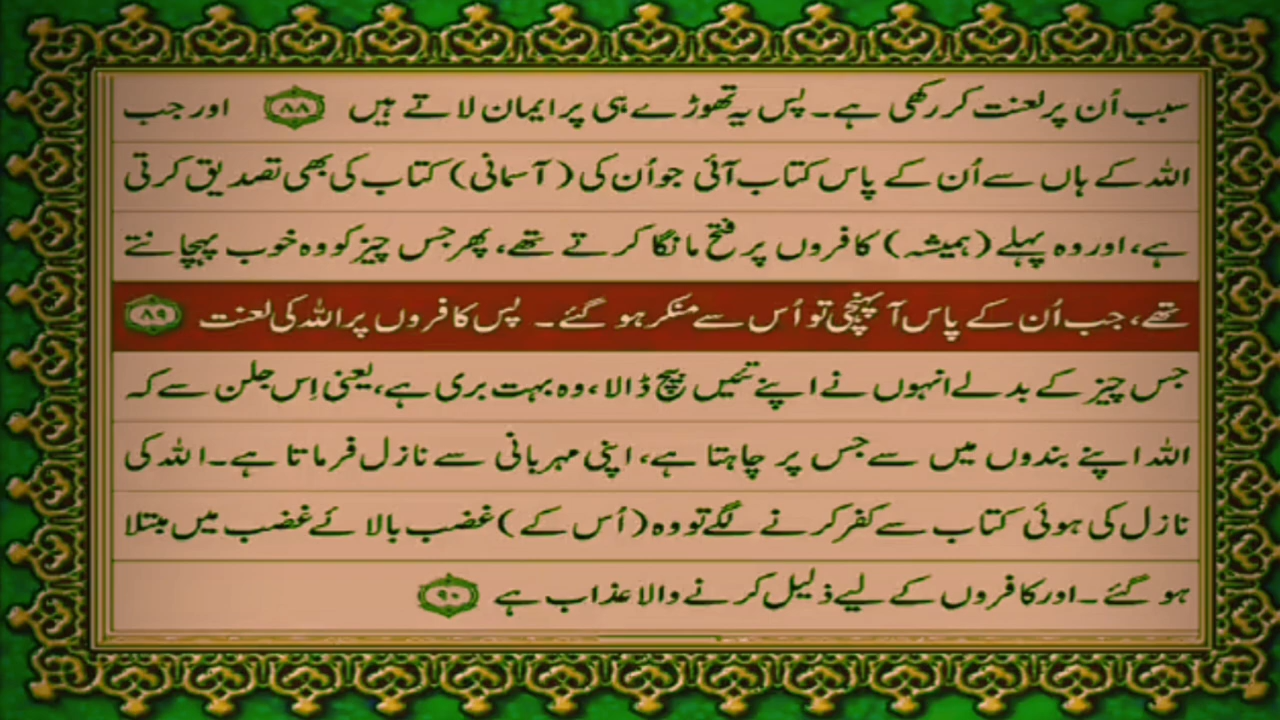 سبب اُن پر لعنت کر رکھی ہے۔ پس یہ تھوڑے ہی پر ایمان لاتے ہیں ۸۸ اور جب
اللہ کے ہاں سے اُن کے پاس کتاب آئی جو اُن کی (آسمانی) کتاب کی بھی تصدیق کرتی
ہے، اور وہ پہلے (ہمیشہ) کافروں پر فتح مانگا کرتے تھے، پھر جس چیز کو وہ خوب پہچانتے
تھے، جب اُن کے پاس آ پہنچی تو اُس سے منکر ہو گئے۔ پس کافروں پر اللہ کی لعنت ۸۹
جس چیز کے بدلے انہوں نے اپنے تئیں بیچ ڈالا، وہ بہت بری ہے، یعنی اِس جلن سے کہ
اللہ اپنے بندوں میں سے جس پر چاہتا ہے، اپنی مہربانی سے نازل فرماتا ہے۔ اللہ کی
نازل کی ہوئی کتاب سے کفر کرنے لگے تو وہ (اُس کے) غضب بالائے غضب میں مبتلا
ہو گئے۔ اور کافروں کے لیے ذلیل کرنے والا عذاب ہے ۹۰